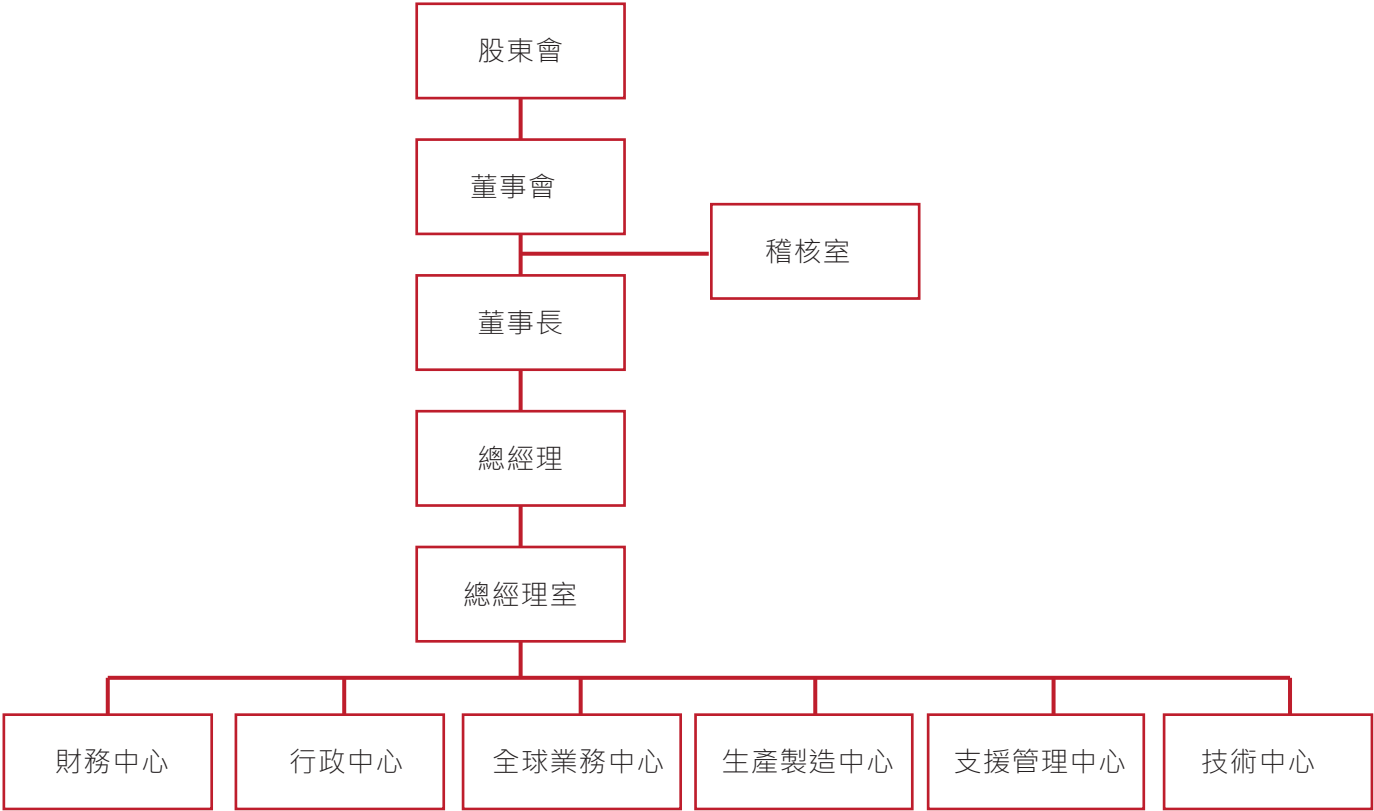 股東會
董事會
稽核室
董事長
總經理
總經理室
財務中心
行政中心
全球業務中心
生產製造中心
支援管理中心
技術中心